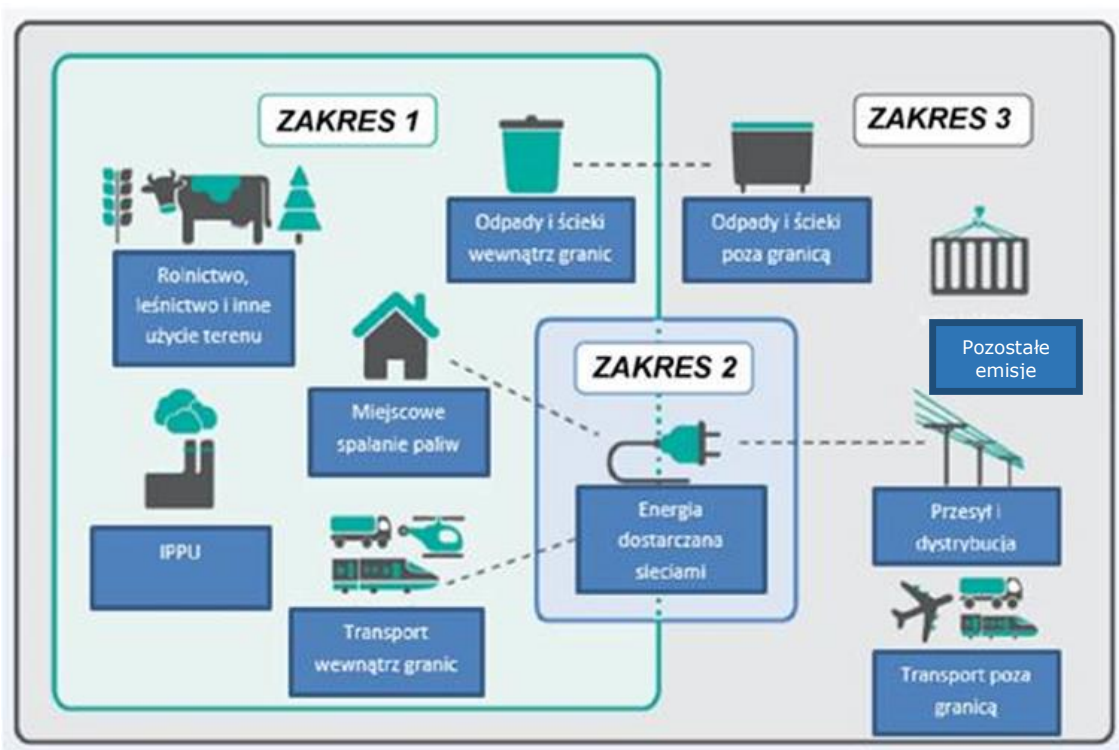 ZAKRES 1
ZAKRES 3
Odpady i ścieki
wewnątrz granic
Odpady i ścieki
poza granicą
Rolnictwo,
leśnictwo i inne
użycie terenu
Pozostałe
emisje
ZAKRES 2
Miejscowe
spalanie paliw
IPPU
Energia
dostarczana
sieciami
Przesył i
dystrybucja
Transport
wewnątrz granic
Transport poza
granicą